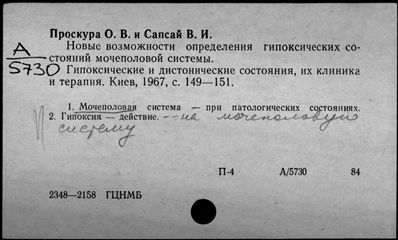 Проскура О. В. и Сапсай В. И.
А
5730
Новые возможности определения гипоксических со-
стояний мочеполовой системы.
Гипоксические и дистонические состояния, их клиника
и терапия. Киев, 1967, с. 149—151.
1. Мочеполовая система — при патологических состояниях.
2. Гипоксия — действие. -- на мочеполовую
систему
П-4 А/5730 84
2348—2158 ГЦНМБ